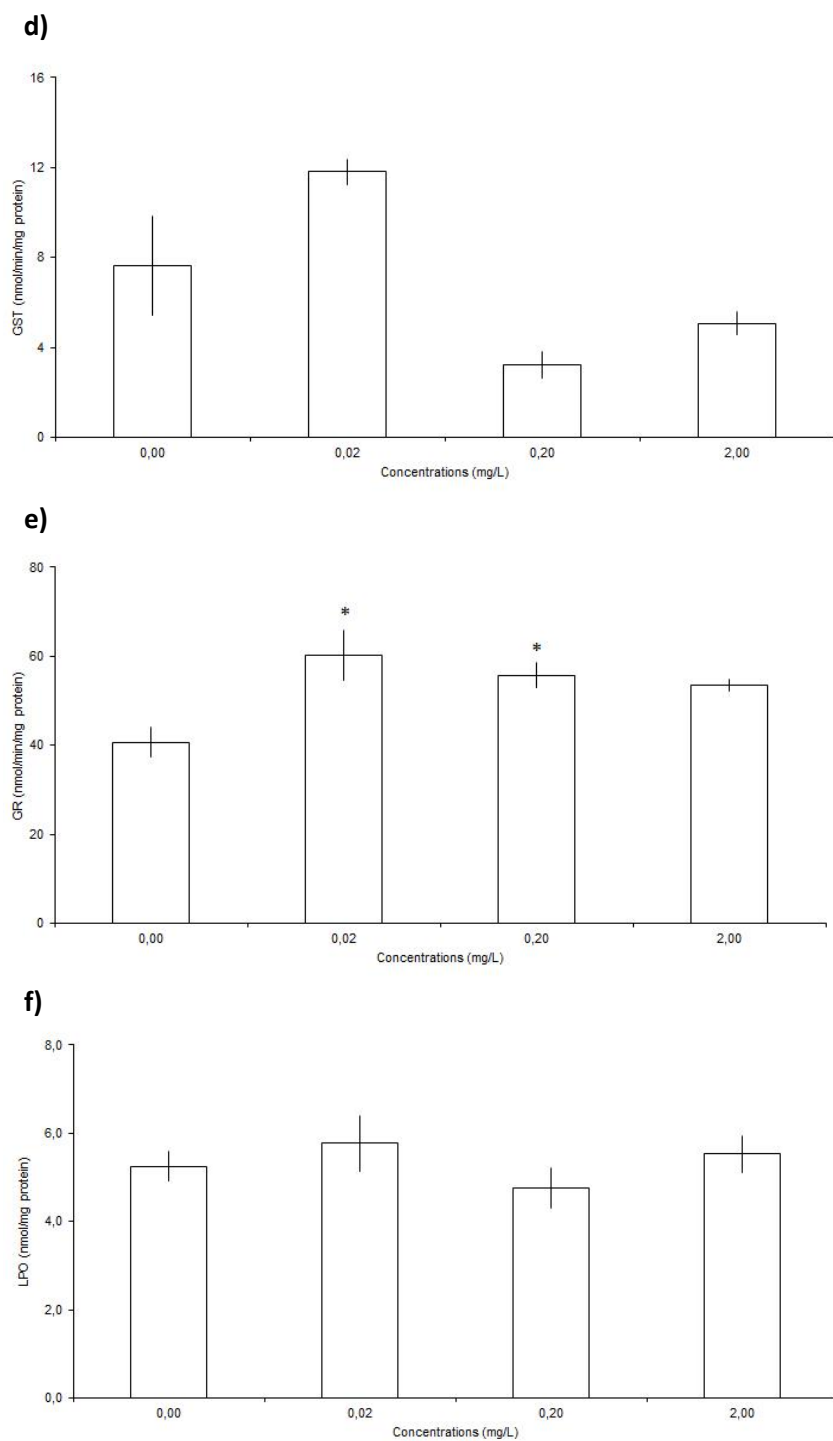 d)
16
12
8
4
0
GST (nmol/min/mg protein)
0,00 0,02 0,20 2,00
Concentrations (mg/L)
e)
80
60
40
20
0
GR (nmol/min/mg protein)
* *
0,00 0,02 0,20 2,00
Concentrations (mg/L)
f)
8,0
6,0
4,0
2,0
0,0
LPO (nmol/mg protein)
0,00 0,02 0,20 2,00
Concentrations (mg/L)